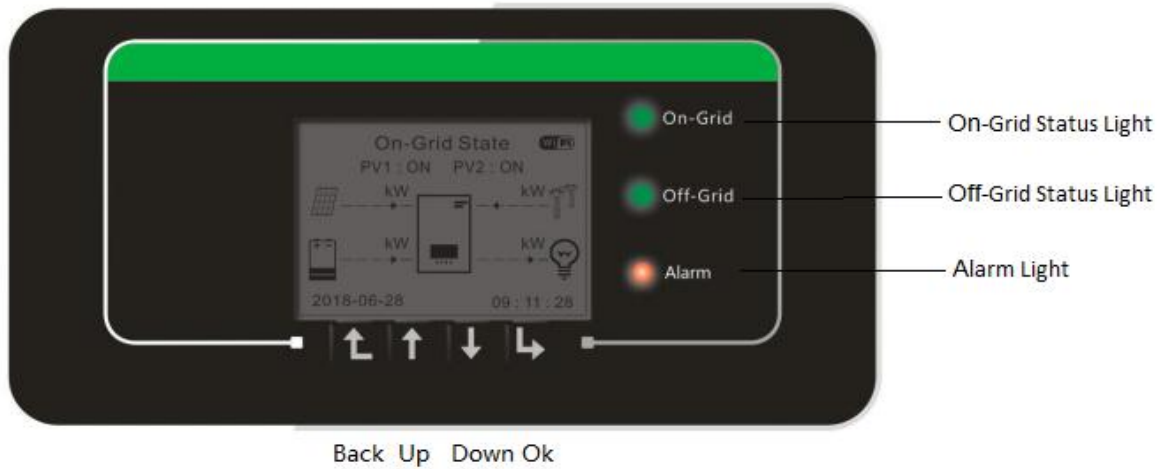 On-Grid State WiFi
PV1 : ON PV2 : ON
kW kW
kW kW
2018-06-28 09 : 11 : 28
On-Grid
Off-Grid
Alarm
On-Grid Status Light
Off-Grid Status Light
Alarm Light
Back Up Down Ok